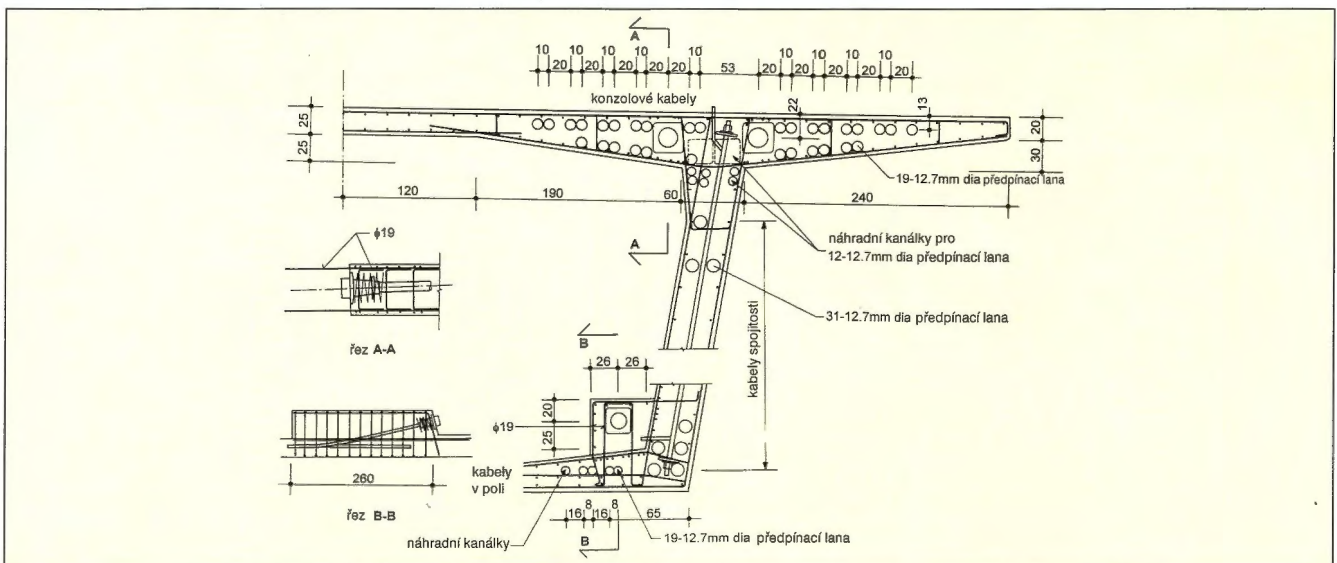 A
10 10 10 10 10 10 10 10 10
20 20 20 20 20 53 20 20 20 20
konzolové kabely
22
13
25
25
20
30
19-12.7mm dia předpínací lana
120 190 60 240
A
náhradní kanálky pro
12-12.7mm dia předpínací lana
ϕ19
31-12.7mm dia předpínací lana
řez A-A
kabely spojitosti
B
26 26
20
25
ϕ19
260
kabely
v poli
řez B-B
8 8
16 16 65
náhradní kanálky
B
19-12.7mm dia předpínací lana